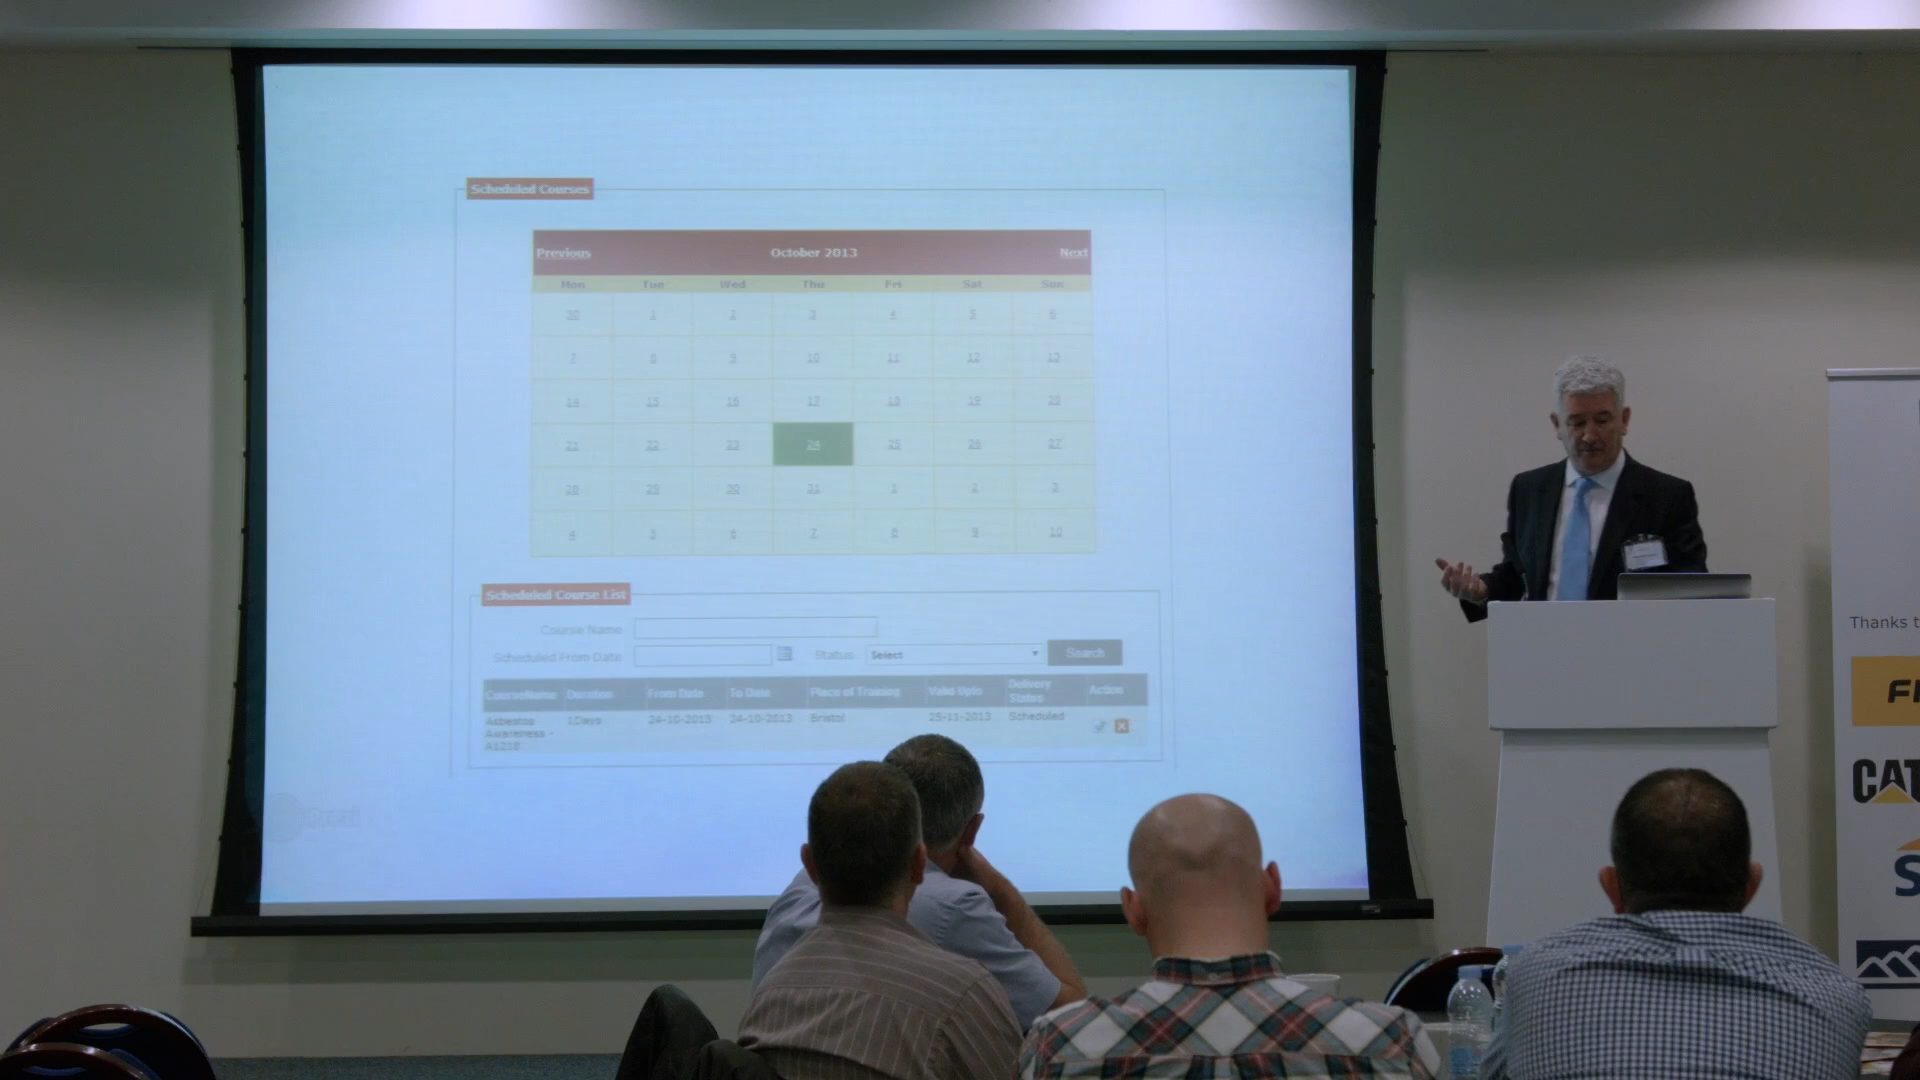 Scheduled Courses
Previous October 2013 Next
Mon Tue Wed Thu Fri Sat Sun
30 1 2 3 4 5 6
7 8 9 10 11 12 13
14 15 16 17 18 19 20
21 22 23 24 25 26 27
28 29 30 31 1 2 3
4 5 6 7 8 9 10
Scheduled Course List
Course Name
Scheduled From Date Status Select Search
CourseName Duration From Date To Date Place of Training Valid Upto Delivery Status Action
Asbestos Awareness - 1Days 24-10-2013 24-10-2013 Bristol 25-11-2013 Scheduled
Prezi
Thanks t
CAT
S